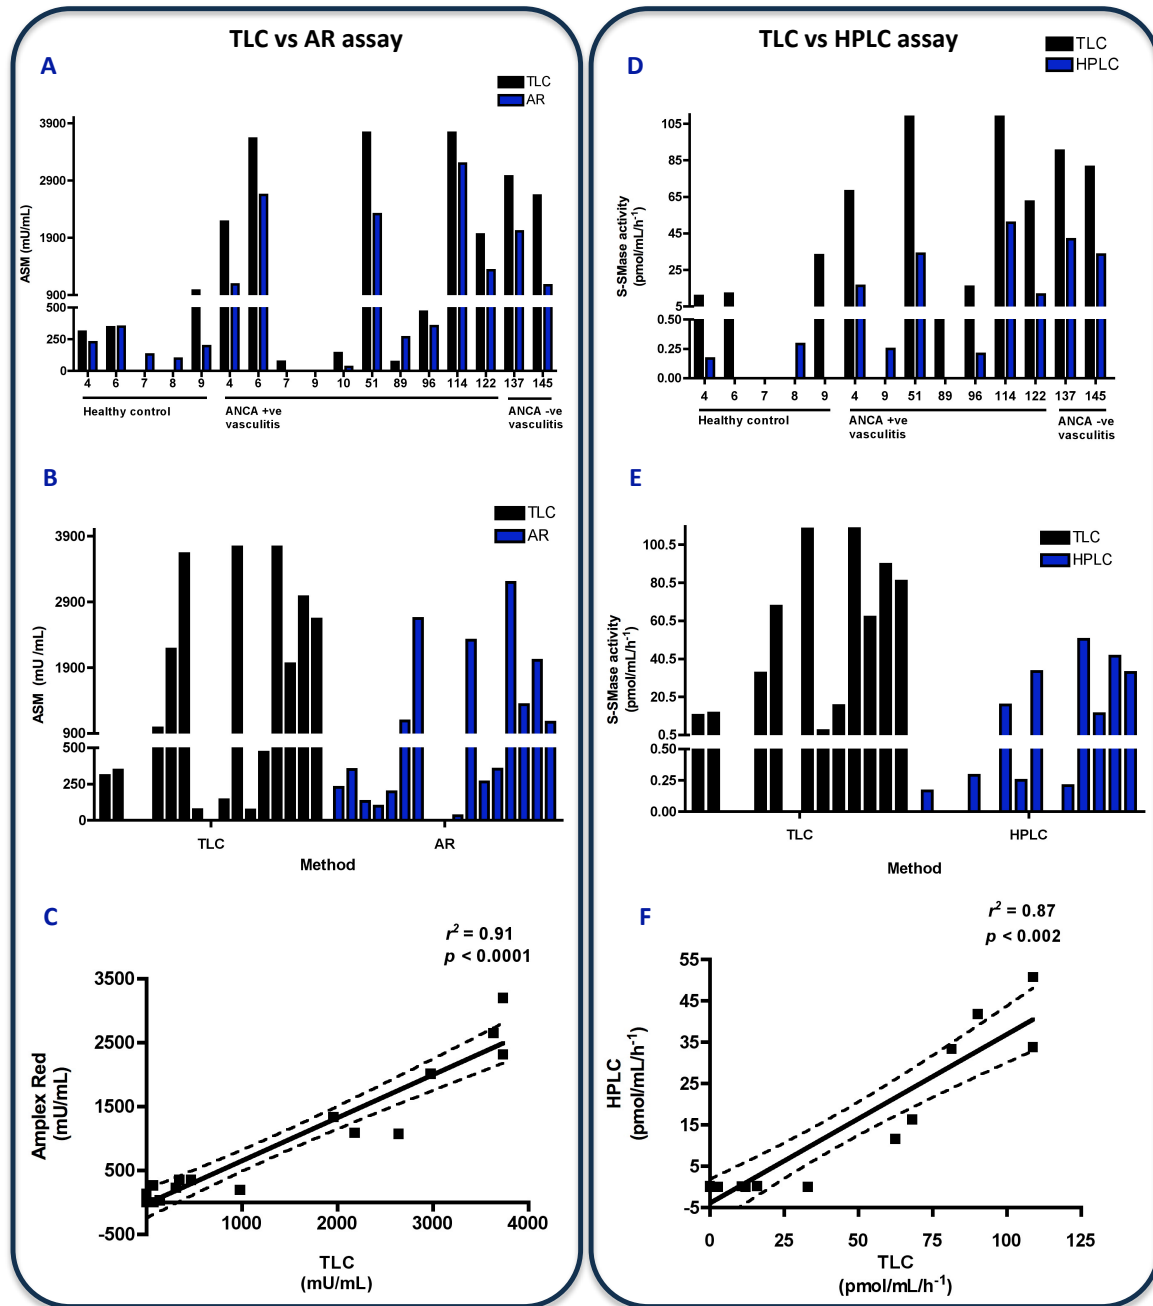 TLC vs AR assay
A
TLC
AR
ASM (mU/mL)
3900
2900
1900
900
500
250
0
4 6 7 8 9 4 6 7 9 10 51 89 96 114 122 137 145
Healthy control
ANCA +ve
vasculitis
ANCA -ve
vasculitis
B
TLC
AR
ASM (mU /mL)
3900
2900
1900
900
500
250
0
TLC AR
Method
C
r² = 0.91
p < 0.0001
Amplex Red
(mU/mL)
3500
2500
1500
500
-500
1000 2000 3000 4000
TLC
(mU/mL)
TLC vs HPLC assay
D
TLC
HPLC
S-SMase activity
(pmol/mL/h⁻¹)
105
85
65
45
25
5
0.50
0.25
0.00
4 6 7 8 9 4 9 51 89 96 114 122 137 145
Healthy control
ANCA +ve
vasculitis
ANCA -ve
vasculitis
E
TLC
HPLC
S-SMase activity
(pmol/mL/h⁻¹)
100.5
80.5
60.5
40.5
20.5
0.5
0.50
0.25
0.00
TLC HPLC
Method
F
r² = 0.87
p < 0.002
HPLC
(pmol/mL/h⁻¹)
55
45
35
25
15
5
-5
0 25 50 75 100 125
TLC
(pmol/mL/h⁻¹)